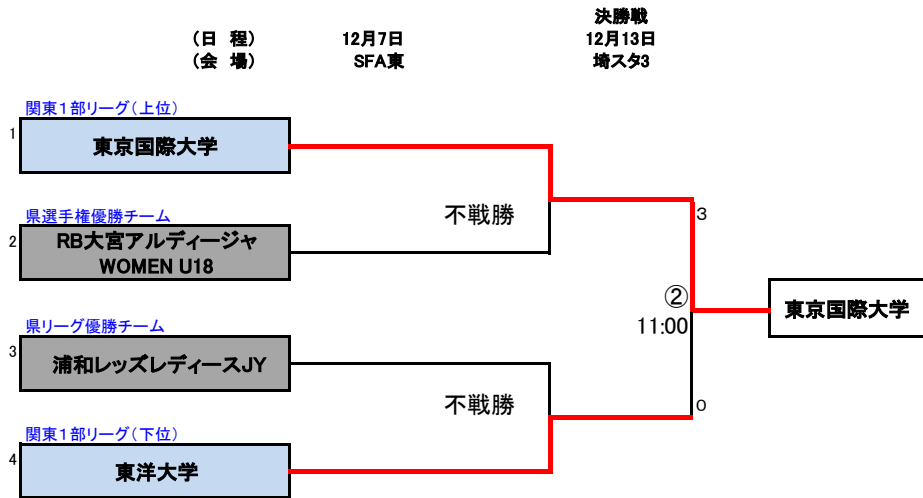 決勝戦
（日　程） 12月7日 12月13日
（会　場） SFA東 埼スタ3
関東１部リーグ（上位）
1 東京国際大学
県選手権優勝チーム
2 RB大宮アルディージャ
WOMEN U18
不戦勝
3
②
11:00
東京国際大学
県リーグ優勝チーム
3 浦和レッズレディースJY
不戦勝
0
関東１部リーグ（下位）
4 東洋大学